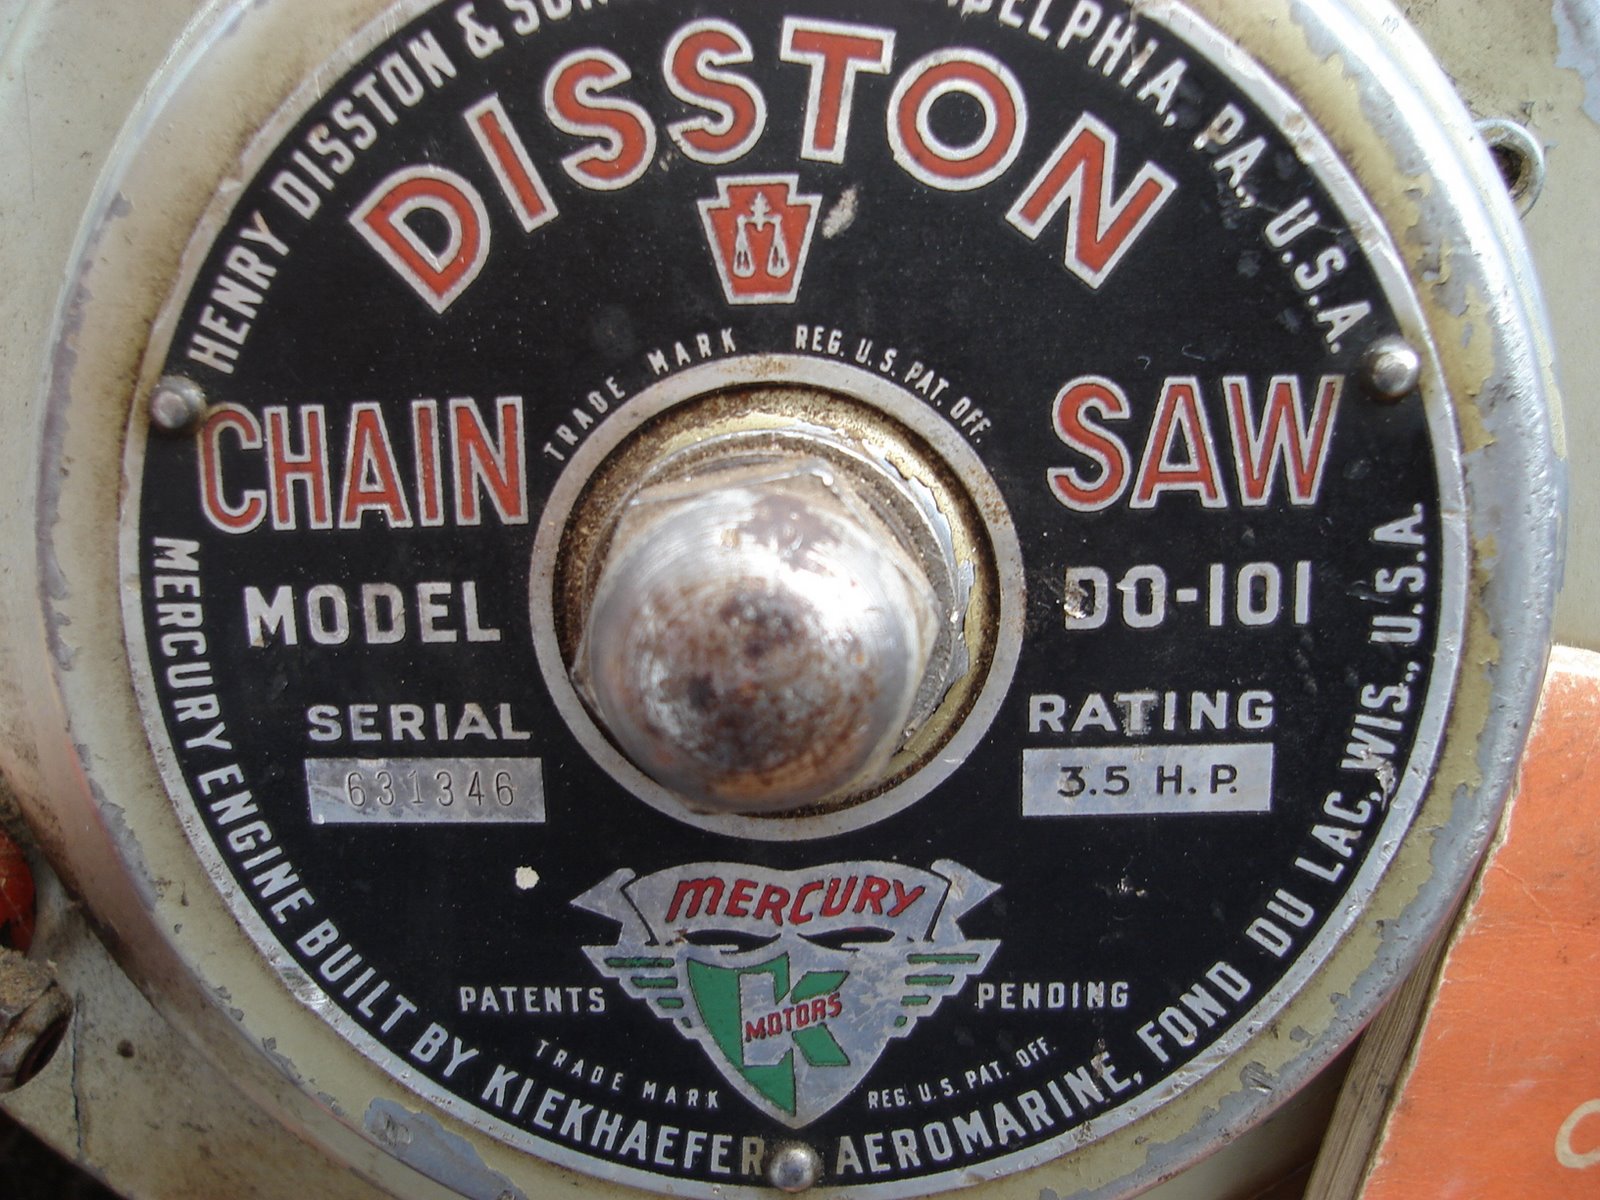 HENRY DISSTON & SON
DELPHIA, PA., U.S.A.
DISSTON
TRADE MARK REG. U.S. PAT. OFF.
CHAIN SAW
MODEL DO-101
SERIAL RATING
631346 3.5 H.P.
MERCURY
K
MOTORS
PATENTS PENDING
TRADE MARK REG. U.S. PAT. OFF.
MERCURY ENGINE BUILT BY KIEKHAEFER AEROMARINE, FOND DU LAC, WIS., U.S.A